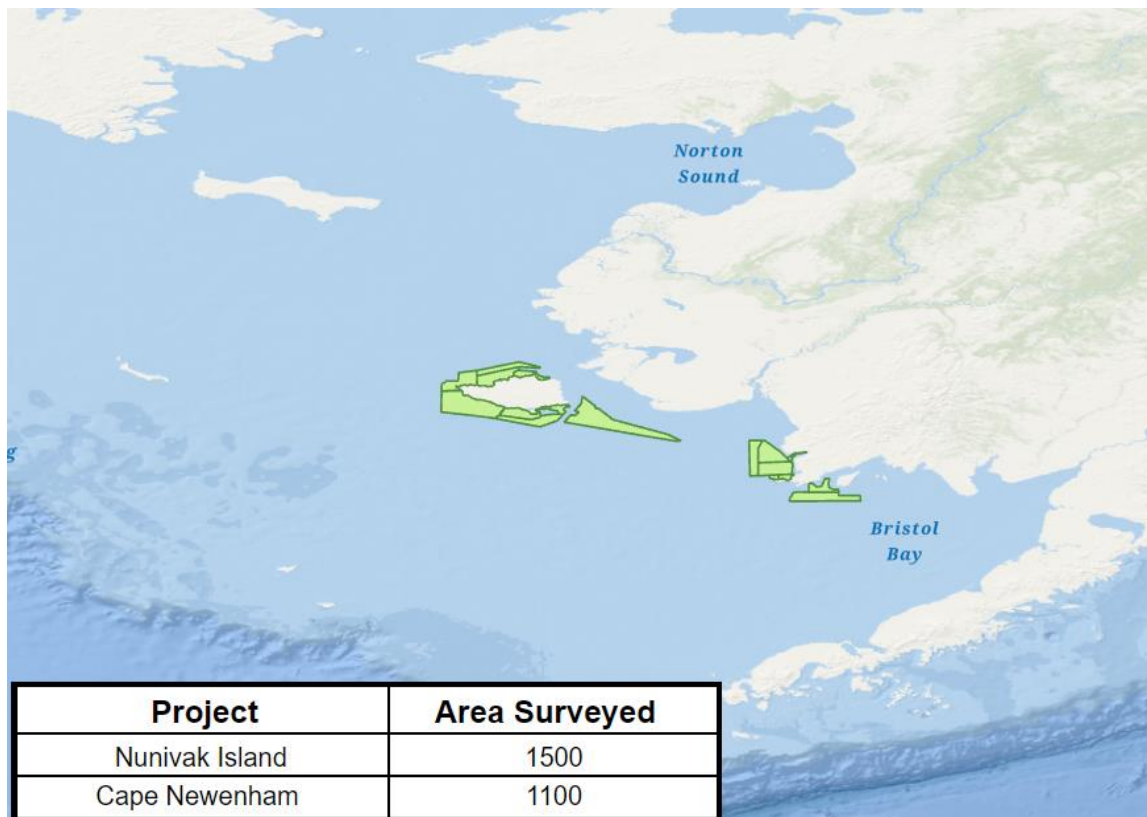 Norton
Sound
g
Bristol
Bay
Project Area Surveyed
Nunivak Island 1500
Cape Newenham 1100